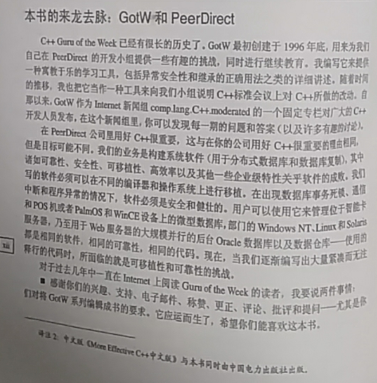 本书的来龙去脉：GotW 和 PeerDirect
C++ Guru of the Week 已经有很长的历史了。GotW 最初创建于 1996 年底，用来为我们
自己在 PeerDirect 的开发小组提供一些有趣的挑战，同时进行继续教育。我编写它来提供
一种寓教于乐的学习工具，包括异常安全性和继承的正确用法之类的详细讲述。随着时间
的推移，我也把它当作一种工具来向我们小组说明 C++标准会议上对 C++所做的改动。自
那以来，GotW 作为 Internet 新闻组 comp.lang.C++.moderated 的一个固定专栏对广大的 C++
开发人员发布，在这个新闻组里，你可以发现每一期的问题和答案（以及许多有趣的讨论）。
在 PeerDirect 公司里用好 C++很重要，这与在你的公司用好 C++很重要的理由相同，
但是目标可能不同。我们的业务是构建系统软件（用于分布式数据库和数据库复制），其中
诸如可靠性、安全性、可移植性、高效率以及其他一些企业级特性关乎软件的成败。我们
写的软件必须可以在不同的编译器和操作系统上进行移植。在出现数据库事务死锁、通信
中断和程序异常的情况下，软件必须是安全和健壮的。用户可以使用它来管理位于智能卡
和 POS 机或者 PalmOS 和 WinCE 设备上的微型数据库，部门的 Windows NT、Linux 和 Solaris
服务器，乃至用于 Web 服务器的大规模并行的后台 Oracle 数据库以及数据仓库——使用的
都是相同的软件，相同的可靠性，相同的代码。现在，当我们逐渐编写出大量紧凑而无注
释行的代码时，所面临的就是可移植性和可靠性的挑战。
对于过去几年中一直在 Internet 上阅读 Guru of the Week 的读者，我要说两件事情：
■ 感谢你们的兴趣、支持、电子邮件、称赞、更正、评论、批评和提问——尤其是你
们对将 GotW 系列编辑成书的要求。它应运而生了，希望你们能喜欢这本书。
译注 2：中文版《More Effective C++中文版》与本书同时由中国电力出版社出版。